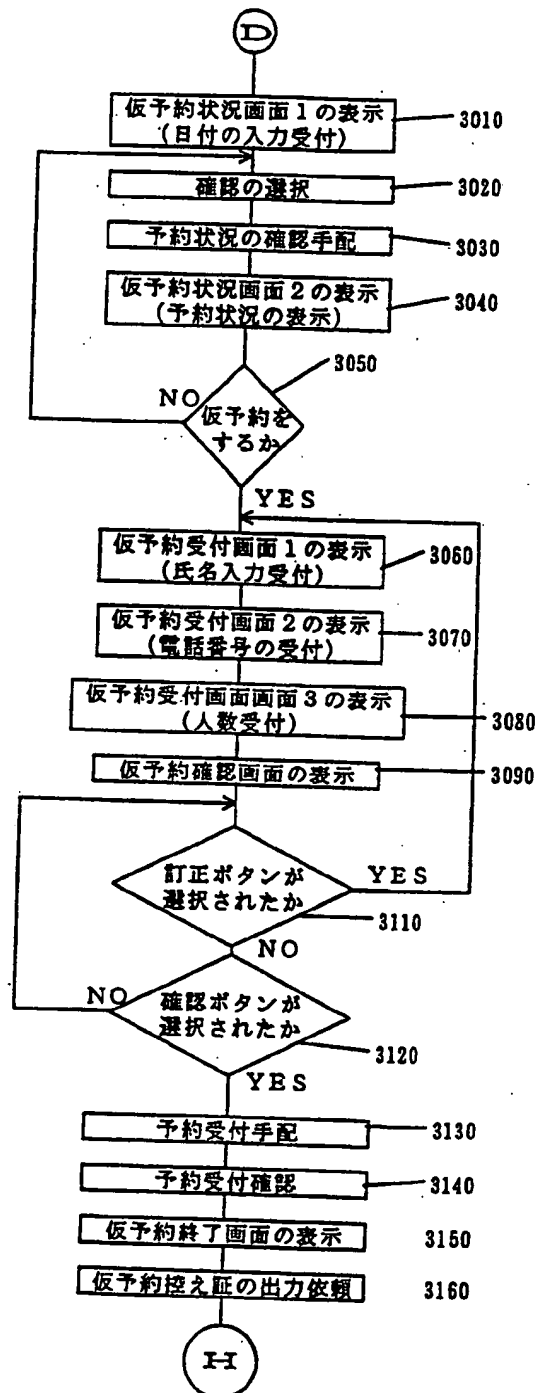 D
仮予約状況画面1の表示
(日付の入力受付)
3010
確認の選択
3020
予約状況の確認手配
3030
仮予約状況画面2の表示
(予約状況の表示)
3040
3050
NO
仮予約を
するか
YES
仮予約受付画面1の表示
(氏名入力受付)
3060
仮予約受付画面2の表示
(電話番号の受付)
3070
仮予約受付画面画面3の表示
(人数受付)
3080
仮予約確認画面の表示
3090
訂正ボタンが
選択されたか
YES
3110
NO
NO
確認ボタンが
選択されたか
3120
YES
予約受付手配
3130
予約受付確認
3140
仮予約終了画面の表示
3150
仮予約控え証の出力依頼
3160
H